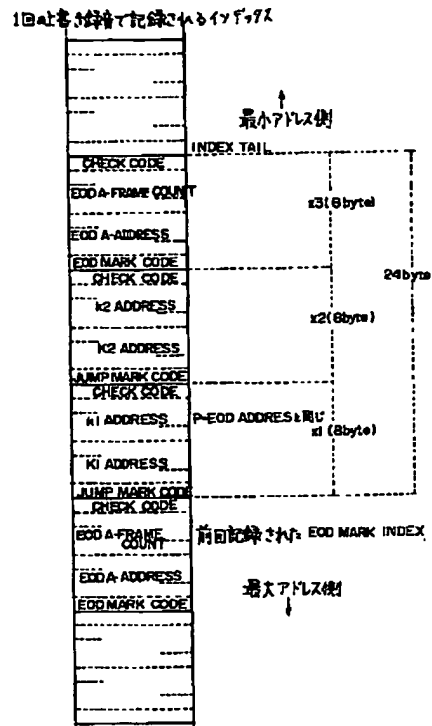 1回の上書き録音で記録されるインデックス
最小アドレス側
INDEX TAIL
CHECK CODE
EOD A-FRAME COUNT
x3(8byte)
EOD A-ADDRESS
EOD MARK CODE
24byte
CHECK CODE
k2 ADDRESS
x2(8byte)
K2 ADDRESS
JUMP MARK CODE
CHECK CODE
k1 ADDRESS
P-EOD ADDRESと同じ
x1(8byte)
K1 ADDRESS
JUMP MARK CODE
CHECK CODE
EOD A-FRAME COUNT
前回記録された EOD MARK INDEX
EOD A-ADDRESS
最大アドレス側
EOD MARK CODE